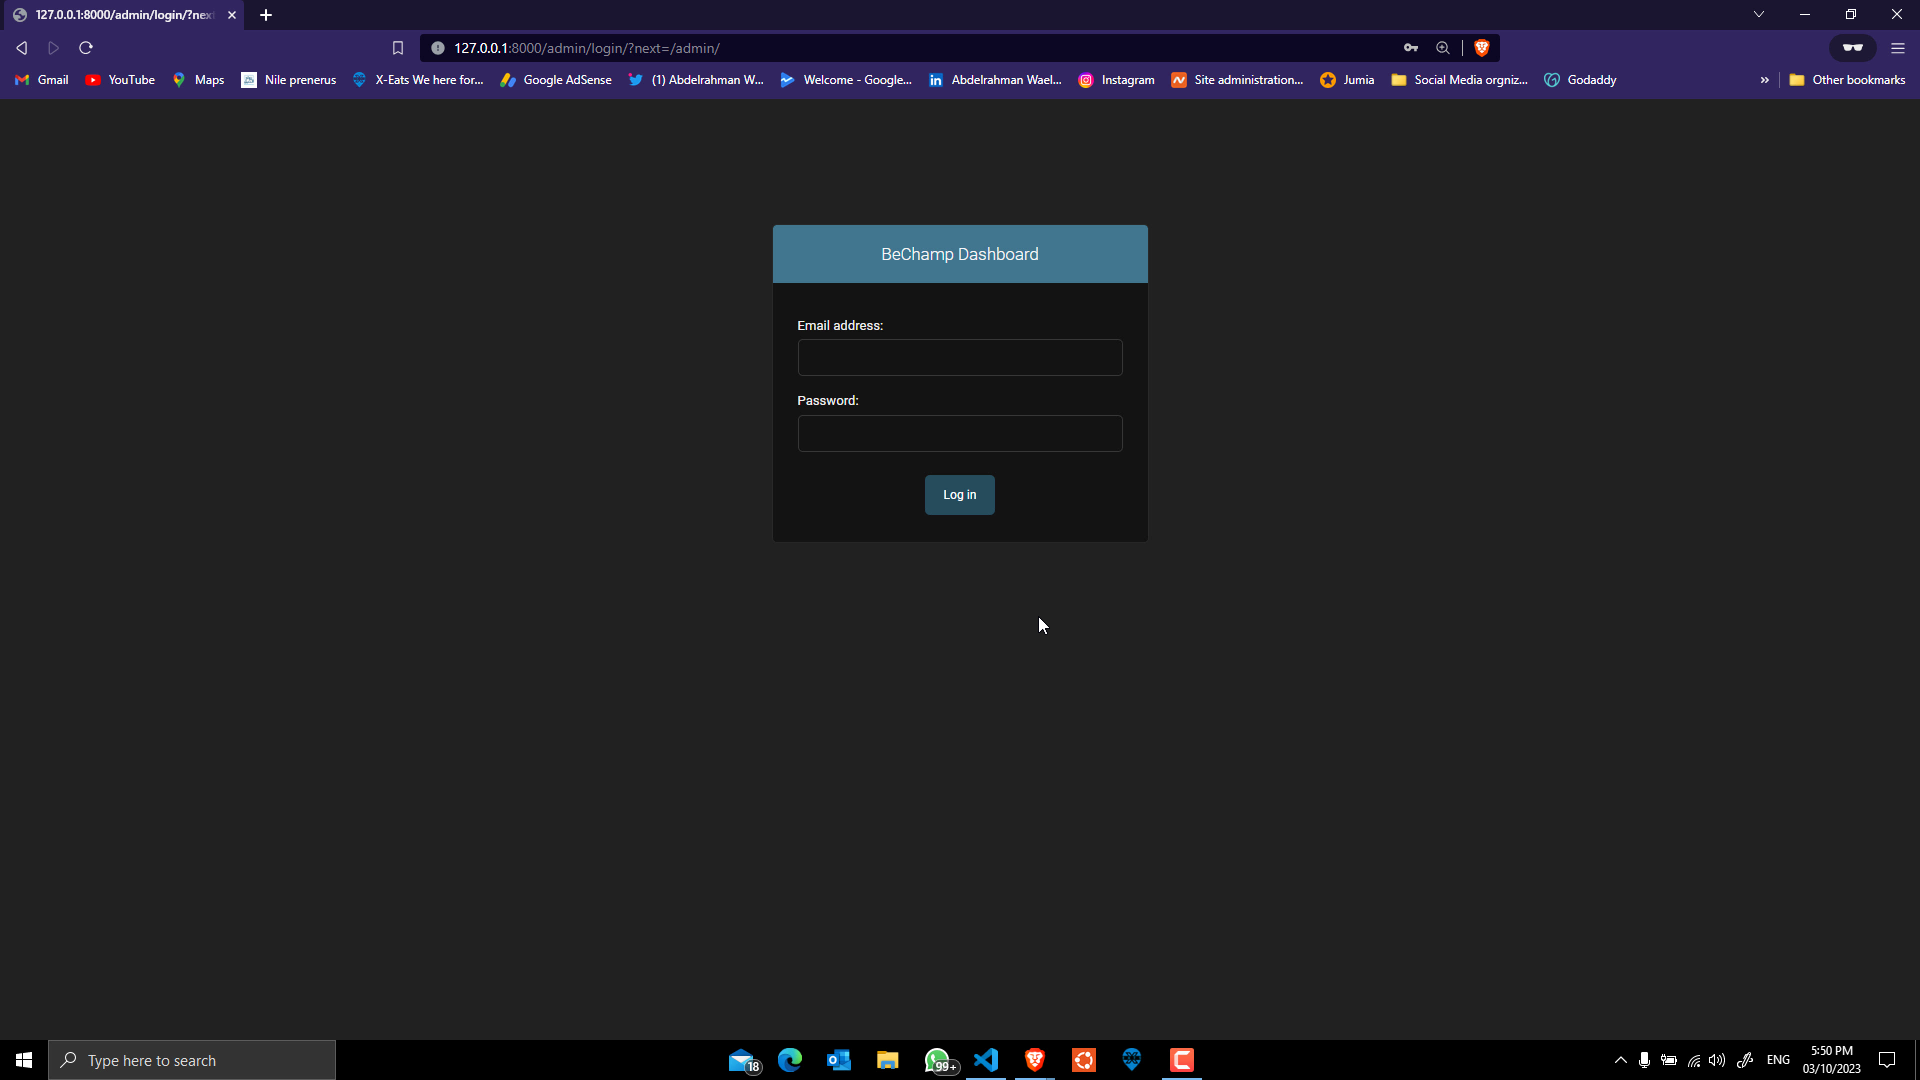 127.0.0.1:8000/admin/login/?nex
127.0.0.1:8000/admin/login/?next=/admin/
Gmail YouTube Maps Nile prenerus X-Eats We here for... Google AdSense (1) Abdelrahman W... Welcome - Google... Abdelrahman Wael... Instagram Site administration... Jumia Social Media orgniz... Godaddy » Other bookmarks
BeChamp Dashboard
Email address:
Password:
Log in
Type here to search
18
99+
ENG
5:50 PM
03/10/2023